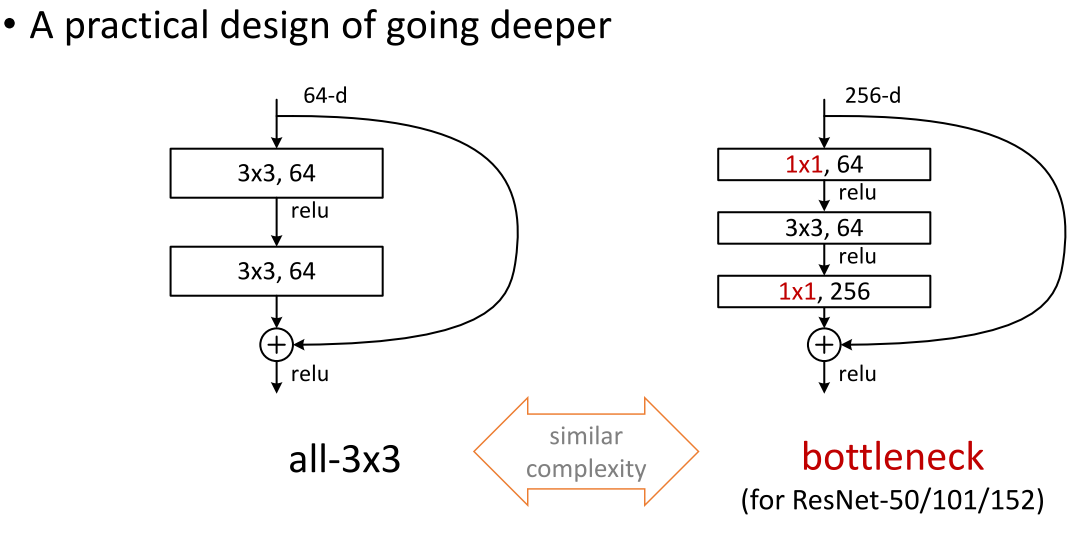 • A practical design of going deeper
64-d
3x3, 64
relu
3x3, 64
+
relu
all-3x3
similar
complexity
256-d
1x1, 64
relu
3x3, 64
relu
1x1, 256
+
relu
bottleneck
(for ResNet-50/101/152)